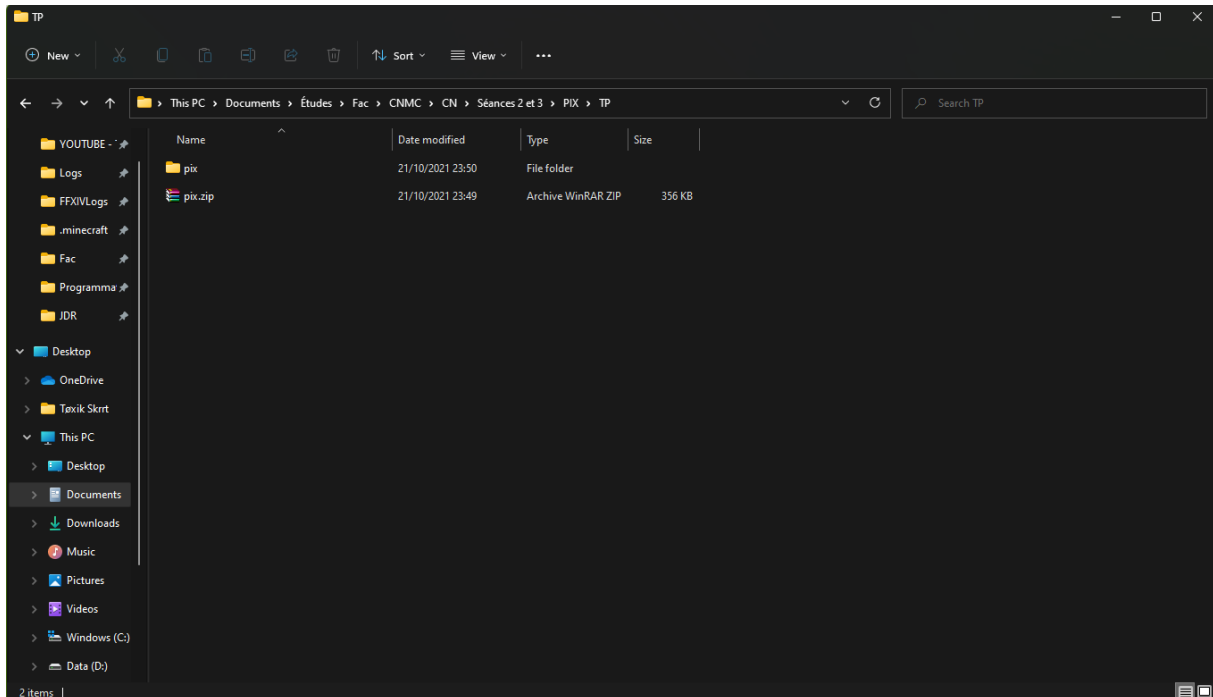 TP
New Sort View ...
This PC > Documents > Études > Fac > CNMC > CN > Séances 2 et 3 > PIX > TP
Search TP
YOUTUBE -
Logs
FFXIVLogs
.minecraft
Fac
Programma
JDR
Desktop
OneDrive
Tøxik Skrrt
This PC
Desktop
Documents
Downloads
Music
Pictures
Videos
Windows (C:)
Data (D:)
Name Date modified Type Size
pix 21/10/2021 23:50 File folder
pix.zip 21/10/2021 23:49 Archive WinRAR ZIP 356 KB
2 items